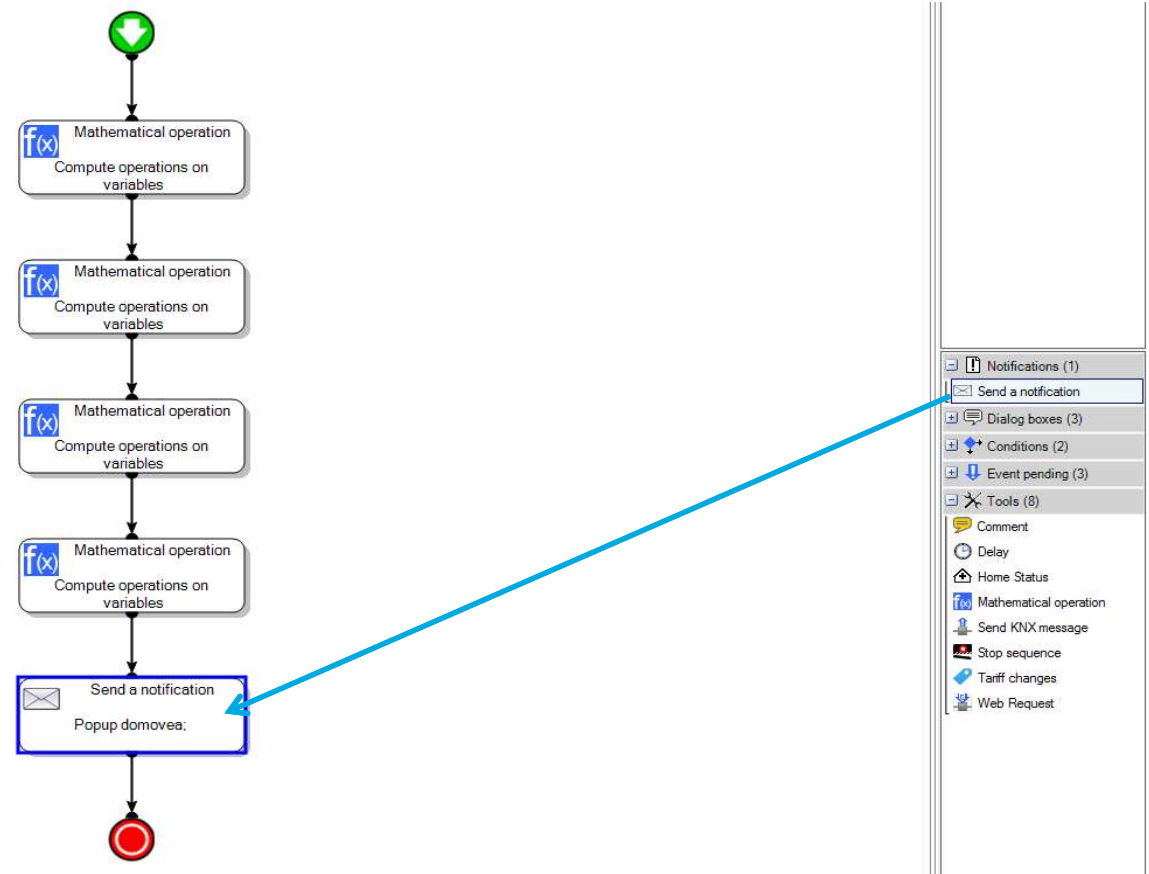 f(x) Mathematical operation
Compute operations on
variables
f(x) Mathematical operation
Compute operations on
variables
f(x) Mathematical operation
Compute operations on
variables
f(x) Mathematical operation
Compute operations on
variables
Send a notification
Popup domovea;
Notifications (1)
Send a notification
Dialog boxes (3)
Conditions (2)
Event pending (3)
Tools (8)
Comment
Delay
Home Status
f(x) Mathematical operation
Send KNX message
Stop sequence
Tariff changes
Web Request